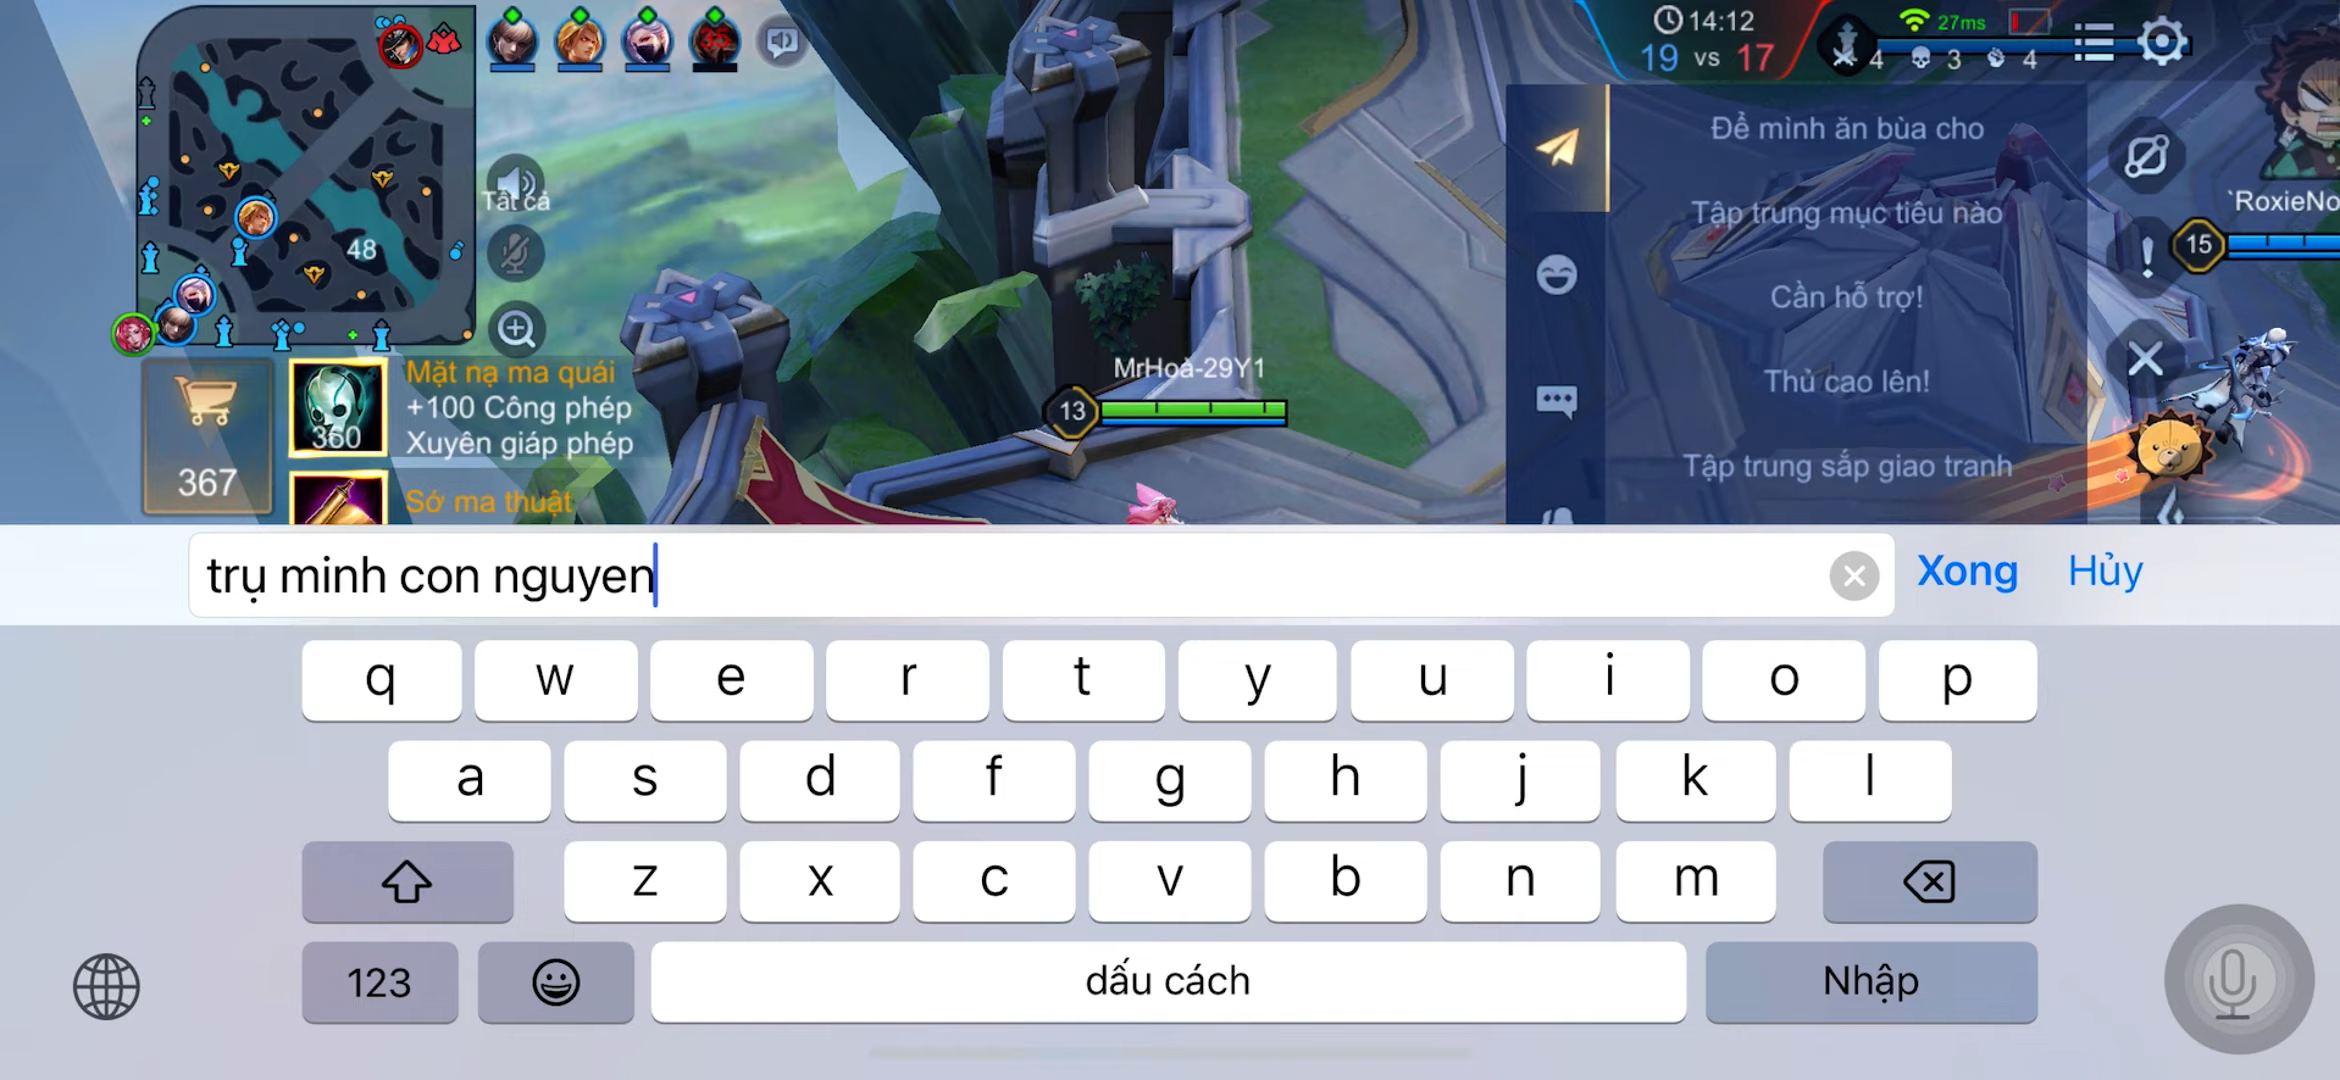 14:12
27ms
19 vs 17
4 3 4
35
Để mình ăn bùa cho
Tập trung mục tiêu nào
Tất cả
`RoxieNo
48
15
Cần hỗ trợ!
MrHoà-29Y1
Mặt nạ ma quái
+100 Công phép
Xuyên giáp phép
360
13
Thủ cao lên!
367
Sớ ma thuật
Tập trung sắp giao tranh
trụ minh con nguyen
Xong Hủy
q w e r t y u i o p
a s d f g h j k l
z x c v b n m
123 dấu cách Nhập